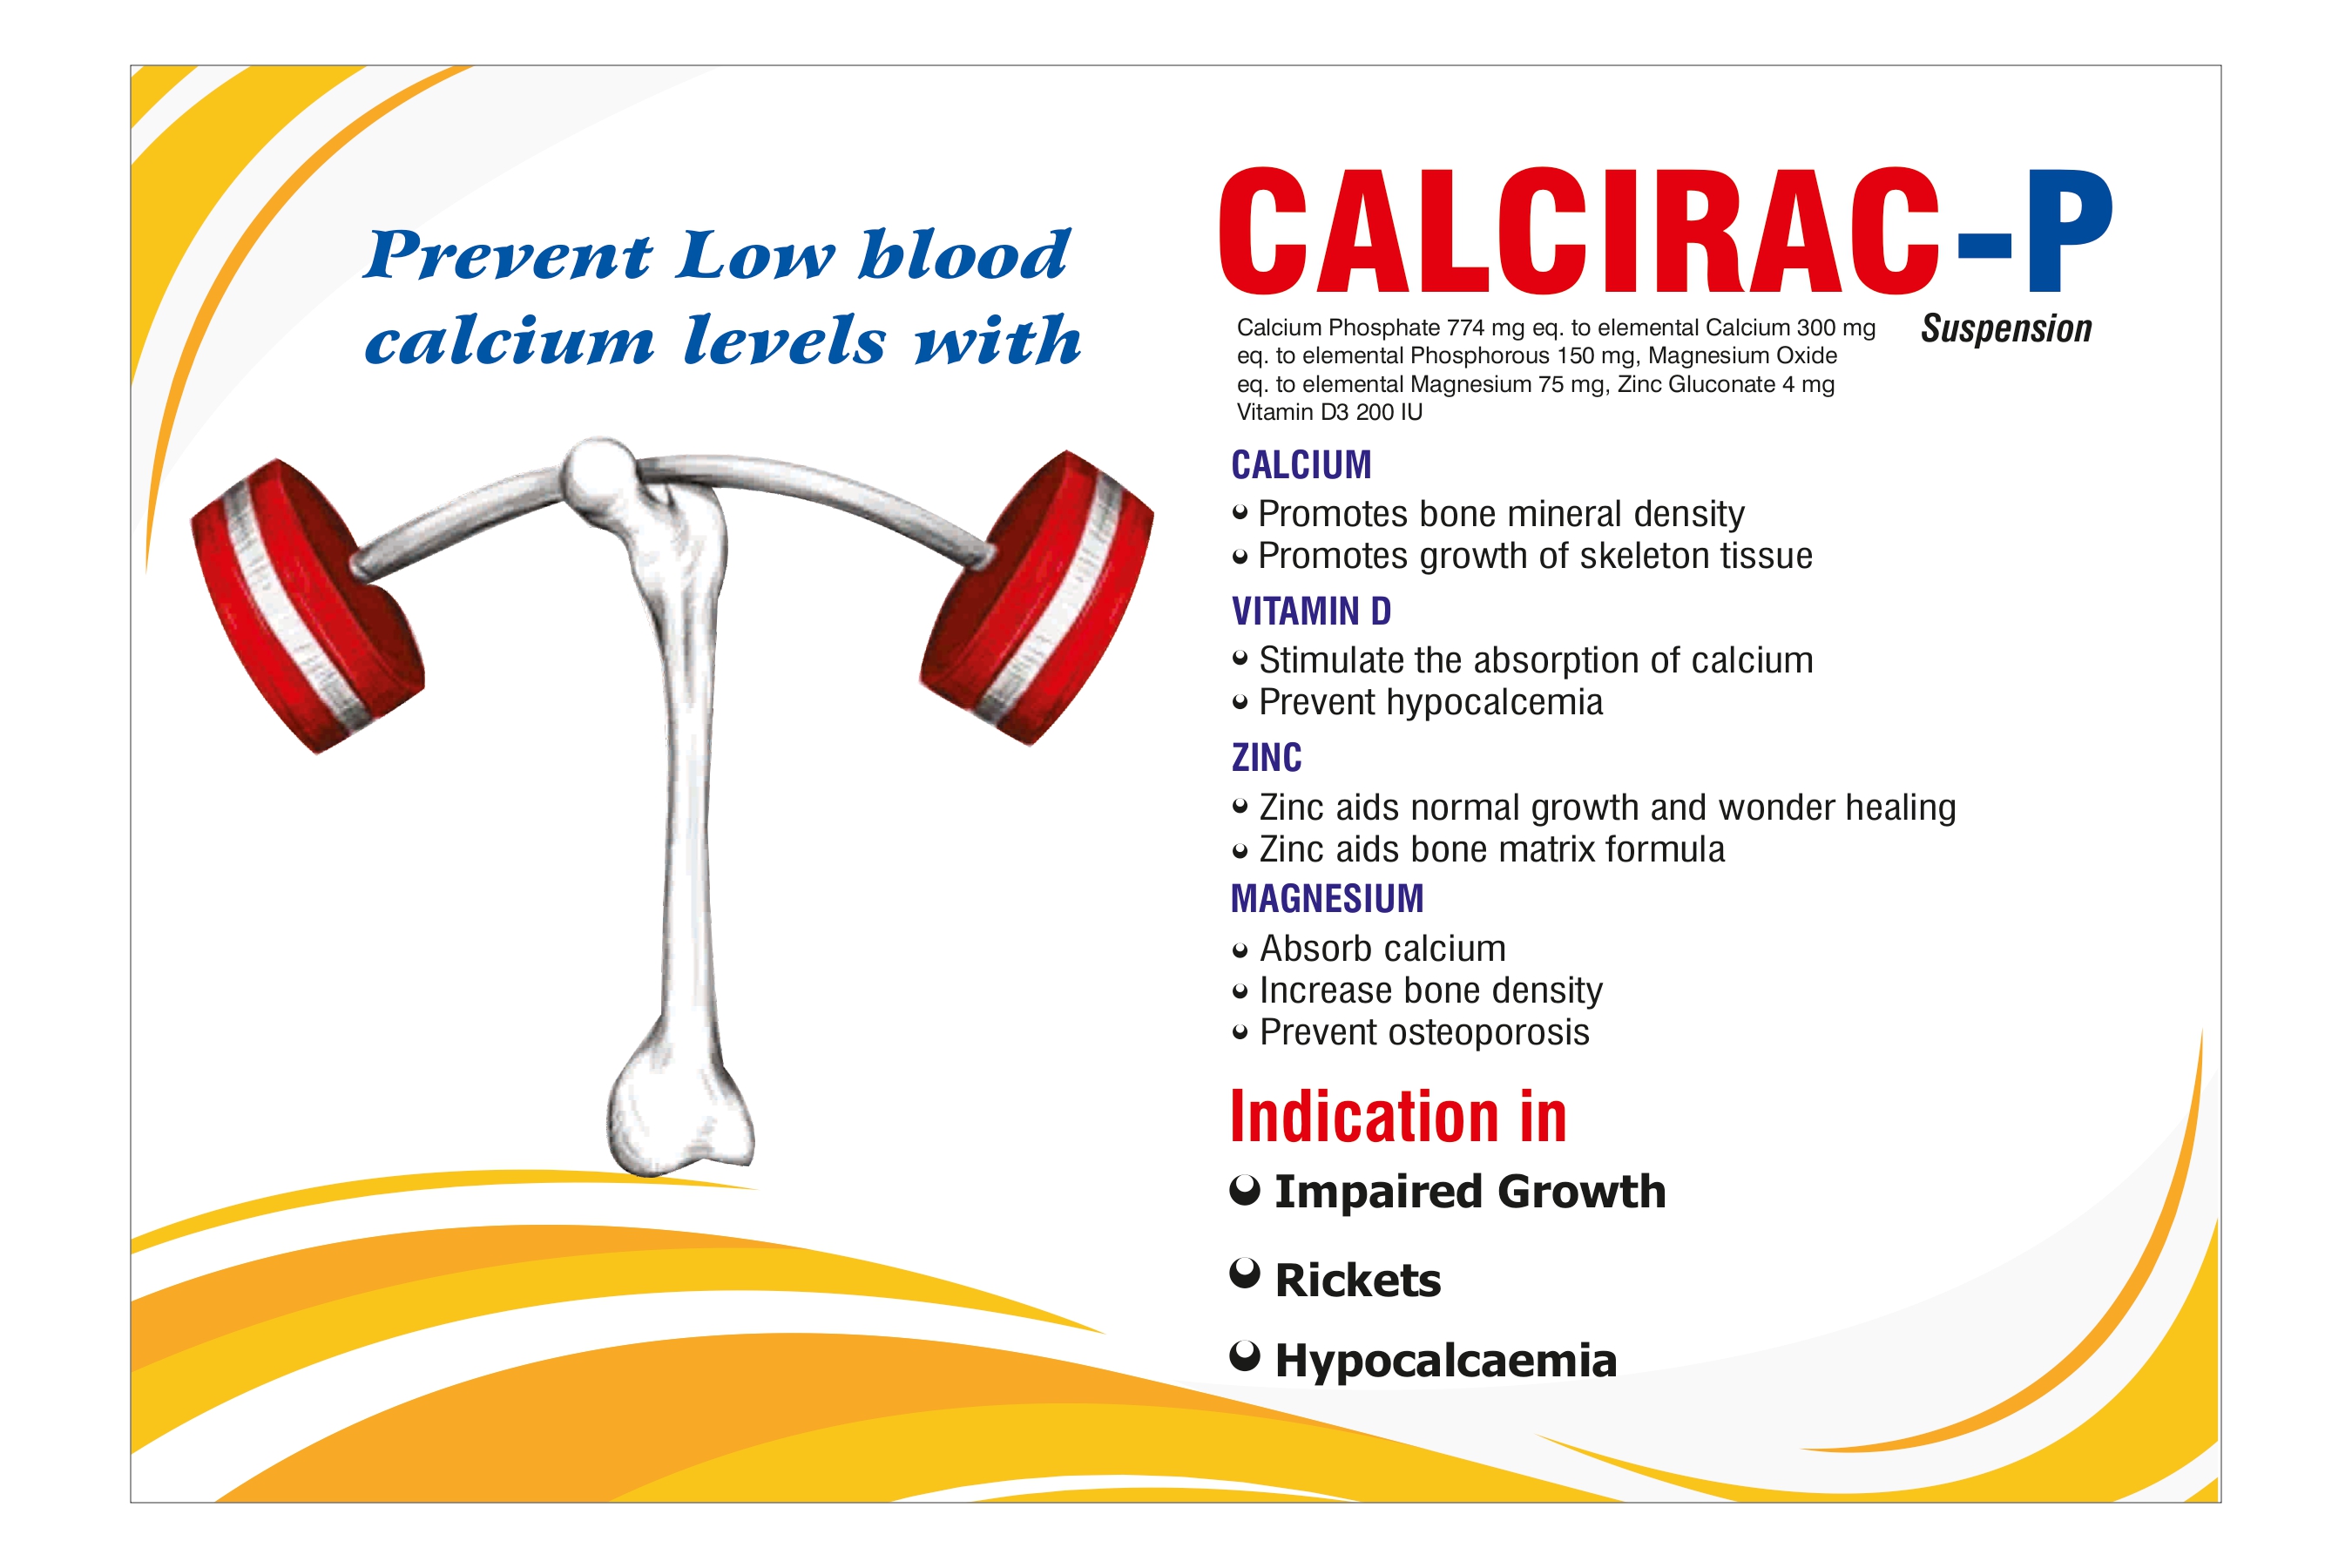 Prevent Low blood
calcium levels with
CALCIRAC-P
Suspension
Calcium Phosphate 774 mg eq. to elemental Calcium 300 mg
eq. to elemental Phosphorous 150 mg, Magnesium Oxide
eq. to elemental Magnesium 75 mg, Zinc Gluconate 4 mg
Vitamin D3 200 IU
CALCIUM
Promotes bone mineral density
Promotes growth of skeleton tissue
VITAMIN D
Stimulate the absorption of calcium
Prevent hypocalcemia
ZINC
Zinc aids normal growth and wonder healing
Zinc aids bone matrix formula
MAGNESIUM
Absorb calcium
Increase bone density
Prevent osteoporosis
Indication in
Impaired Growth
Rickets
Hypocalcaemia